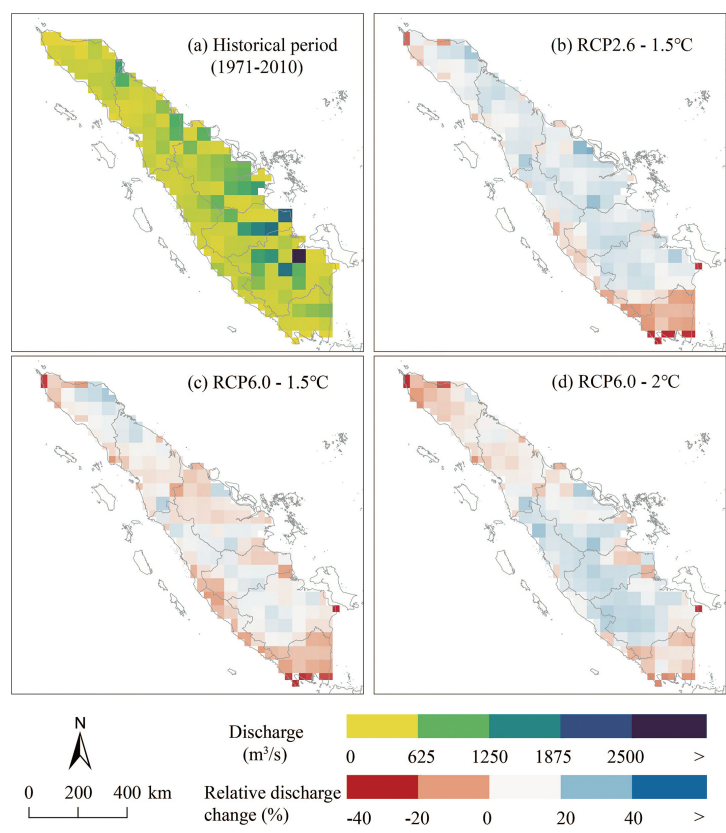 (a) Historical period
(1971-2010)
(b) RCP2.6 - 1.5℃
(c) RCP6.0 - 1.5℃
(d) RCP6.0 - 2℃
N
0 200 400 km
Discharge
(m³/s)
0 625 1250 1875 2500 >
Relative discharge
change (%)
-40 -20 0 20 40 >